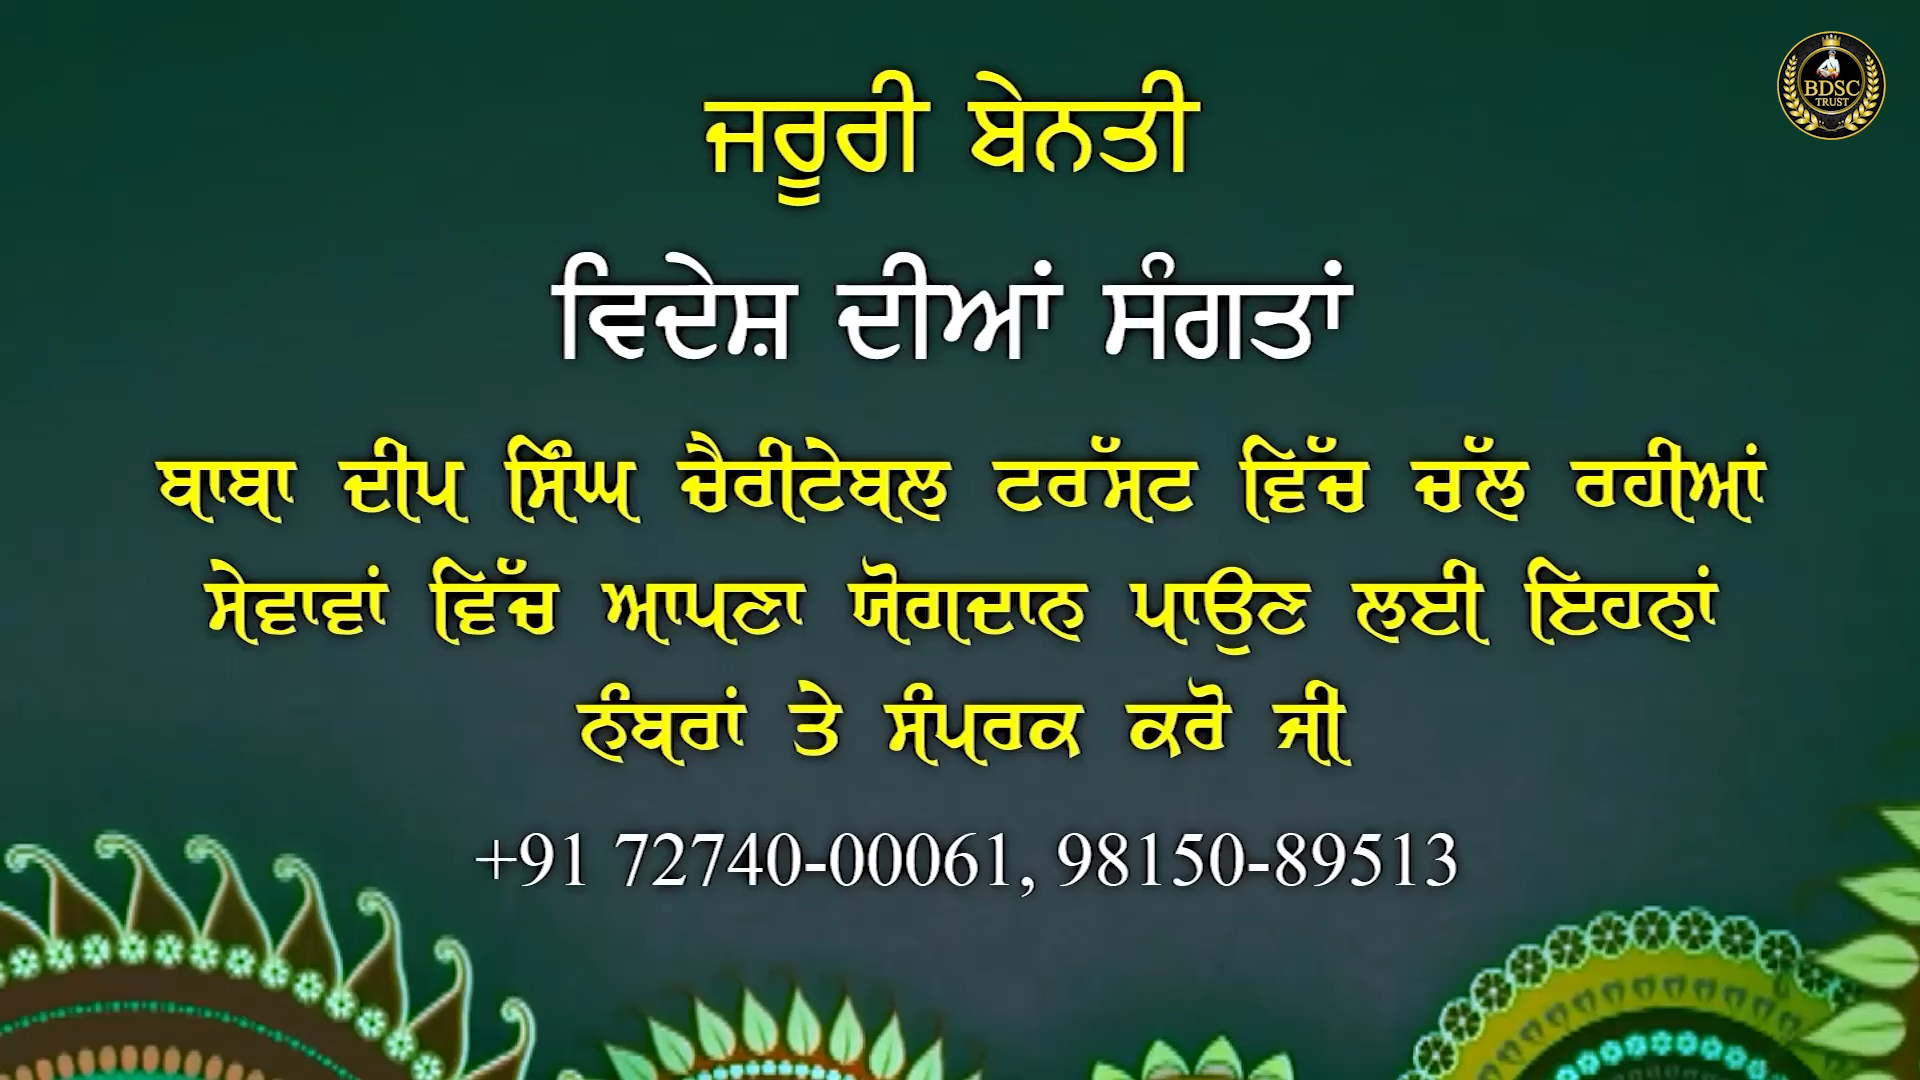 BDSC
TRUST
ਜਰੂਰੀ ਬੇਨਤੀ
ਵਿਦੇਸ਼ ਦੀਆਂ ਸੰਗਤਾਂ
ਬਾਬਾ ਦੀਪ ਸਿੰਘ ਚੈਰੀਟੇਬਲ ਟਰੱਸਟ ਵਿੱਚ ਚੱਲ ਰਹੀਆਂ
ਸੇਵਾਵਾਂ ਵਿੱਚ ਆਪਣਾ ਯੋਗਦਾਨ ਪਾਉਣ ਲਈ ਇਹਨਾਂ
ਨੰਬਰਾਂ ਤੇ ਸੰਪਰਕ ਕਰੋ ਜੀ
+91 72740-00061, 98150-89513